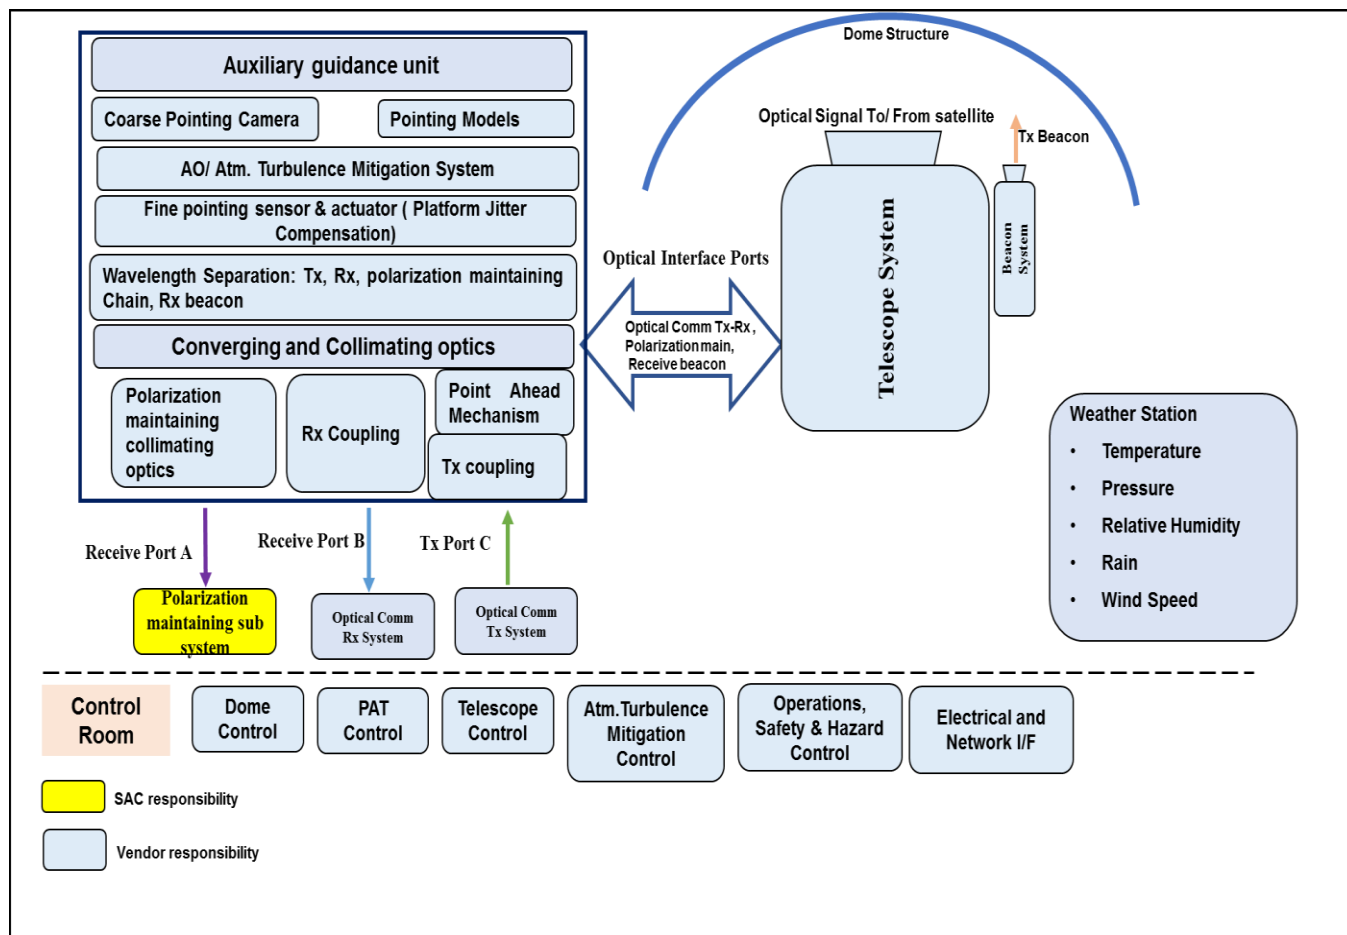 Dome Structure
Auxiliary guidance unit
Coarse Pointing Camera
Pointing Models
AO/ Atm. Turbulence Mitigation System
Fine pointing sensor & actuator ( Platform Jitter
Compensation)
Wavelength Separation: Tx, Rx, polarization maintaining
Chain, Rx beacon
Converging and Collimating optics
Polarization
maintaining
collimating
optics
Rx Coupling
Point Ahead
Mechanism
Tx coupling
Optical Interface Ports
Optical Comm Tx-Rx ,
Polarization main,
Receive beacon
Optical Signal To/ From satellite
Tx Beacon
Telescope System
Beacon
System
Weather Station
• Temperature
• Pressure
• Relative Humidity
• Rain
• Wind Speed
Receive Port A
Receive Port B
Tx Port C
Polarization
maintaining sub
system
Optical Comm
Rx System
Optical Comm
Tx System
Control
Room
Dome
Control
PAT
Control
Telescope
Control
Atm.Turbulence
Mitigation
Control
Operations,
Safety & Hazard
Control
Electrical and
Network I/F
SAC responsibility
Vendor responsibility